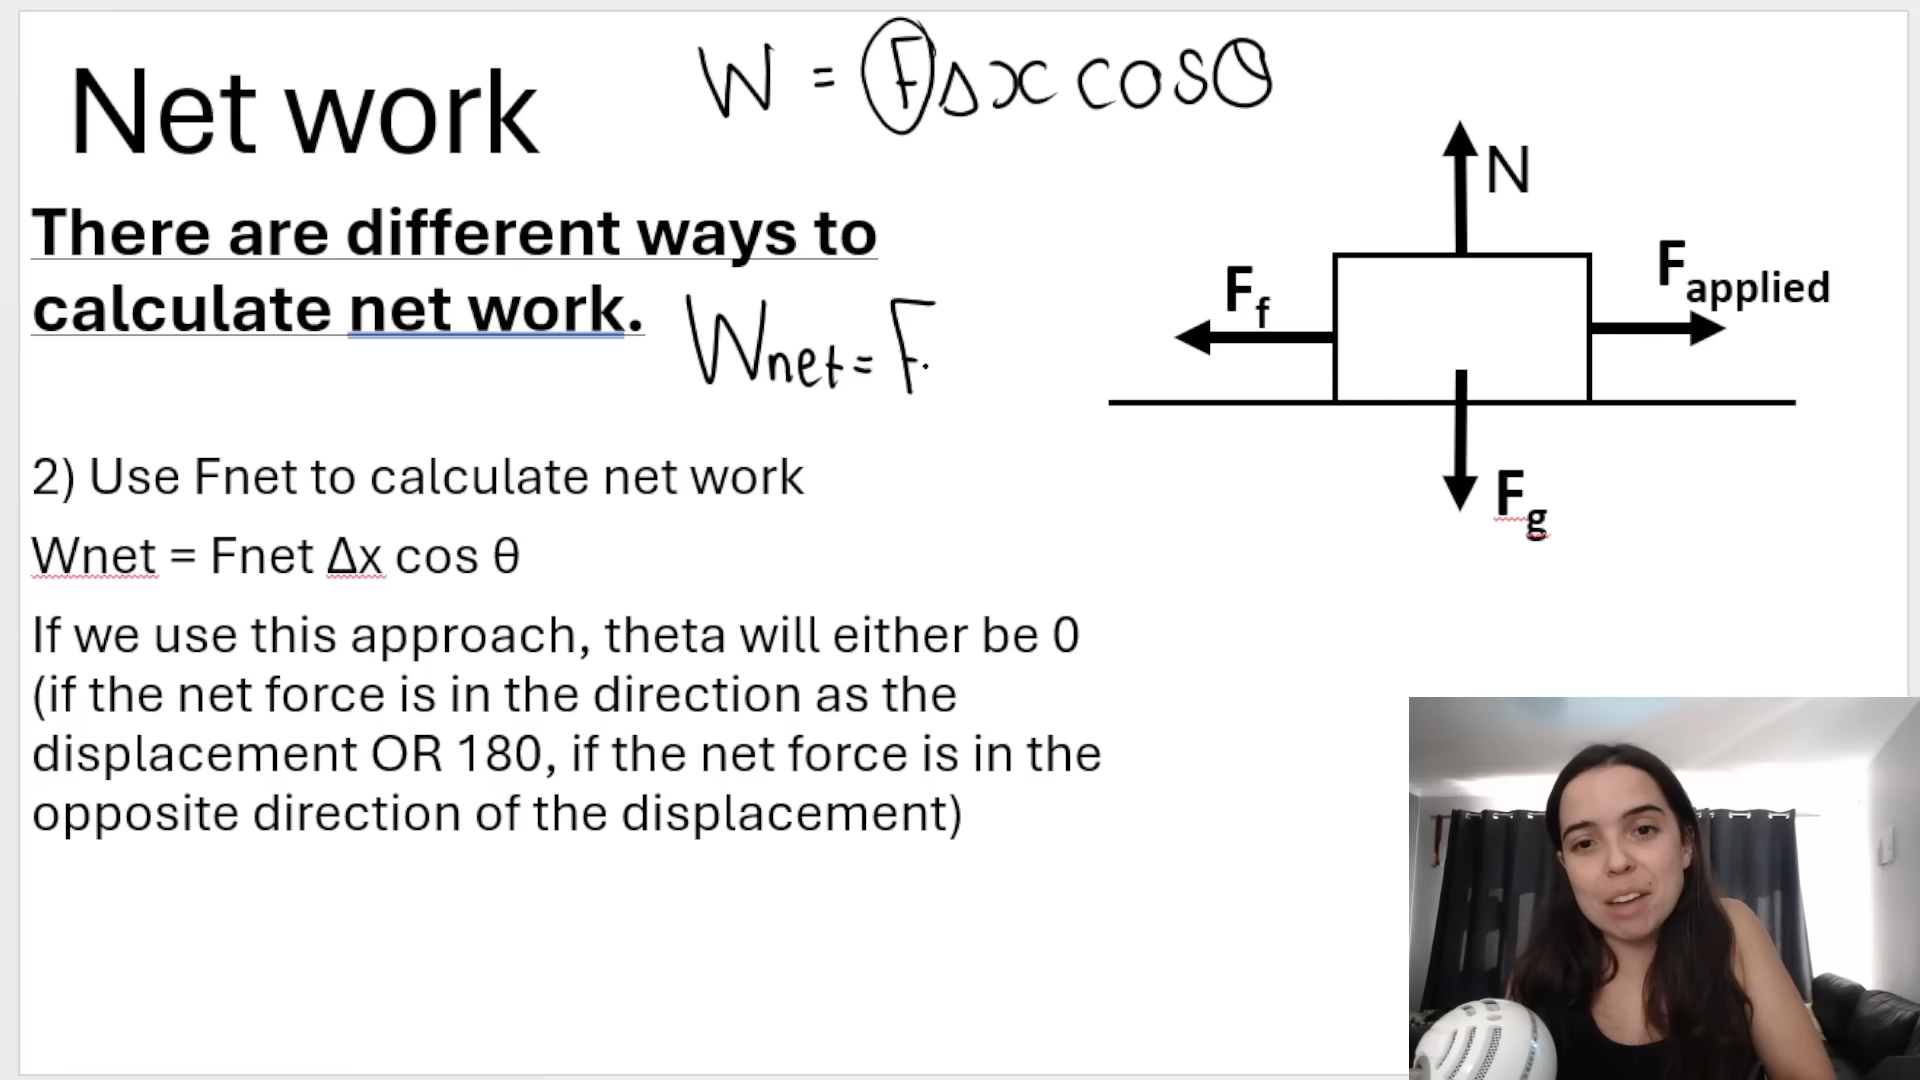 Net work
W = FΔx cosθ
There are different ways to
calculate net work.
Wnet = F
N
Ff
Fapplied
Fg
2) Use Fnet to calculate net work
Wnet = Fnet Δx cos θ
If we use this approach, theta will either be 0
(if the net force is in the direction as the
displacement OR 180, if the net force is in the
opposite direction of the displacement)